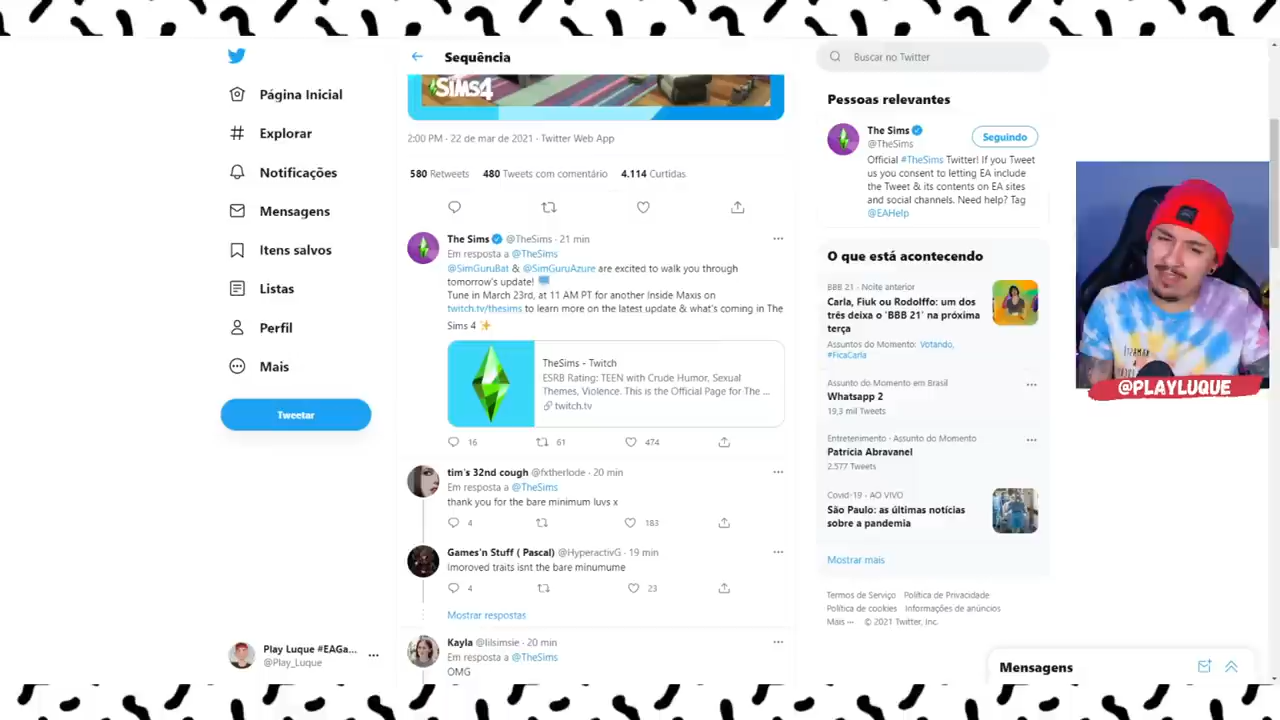 Página Inicial
Explorar
Notificações
Mensagens
Itens salvos
Listas
Perfil
Mais
Tweetar
Play Luque #EAGa...
@Play_Luque
Sequência
SiMS4
2:00 PM · 22 de mar de 2021 · Twitter Web App
580 Retweets 480 Tweets com comentário 4.114 Curtidas
The Sims @TheSims · 21 min
Em resposta a @TheSims
@SimGuruBat & @SimGuruAzure are excited to walk you through
tomorrow's update!
Tune in March 23rd, at 11 AM PT for another Inside Maxis on
twitch.tv/thesims to learn more on the latest update & what's coming in The
Sims 4
TheSims - Twitch
ESRB Rating: TEEN with Crude Humor, Sexual
Themes, Violence. This is the Official Page for The ...
twitch.tv
16 61 474
tim's 32nd cough @fxtherlode · 20 min
Em resposta a @TheSims
thank you for the bare minimum luvs x
4 183
Games'n Stuff ( Pascal) @HyperactivG · 19 min
Imoroved traits isnt the bare minumume
4 23
Mostrar respostas
Kayla @lilsimsie · 20 min
Em resposta a @TheSims
OMG
Buscar no Twitter
Pessoas relevantes
The Sims
@TheSims
Seguindo
Official #TheSims Twitter! If you Tweet
us you consent to letting EA include
the Tweet & its contents on EA sites
and social channels. Need help? Tag
@EAHelp
O que está acontecendo
BBB 21 · Noite anterior
Carla, Fiuk ou Rodolffo: um dos
três deixa o 'BBB 21' na próxima
terça
Assuntos do Momento: Votando,
#FicaCarla
Assunto do Momento em Brasil
Whatsapp 2
19,3 mil Tweets
Entretenimento · Assunto do Momento
Patrícia Abravanel
2.577 Tweets
Covid-19 · AO VIVO
São Paulo: as últimas notícias
sobre a pandemia
Mostrar mais
Termos de Serviço Política de Privacidade
Política de cookies Informações de anúncios
Mais ··· © 2021 Twitter, Inc.
Mensagens
@PLAYLUQUE